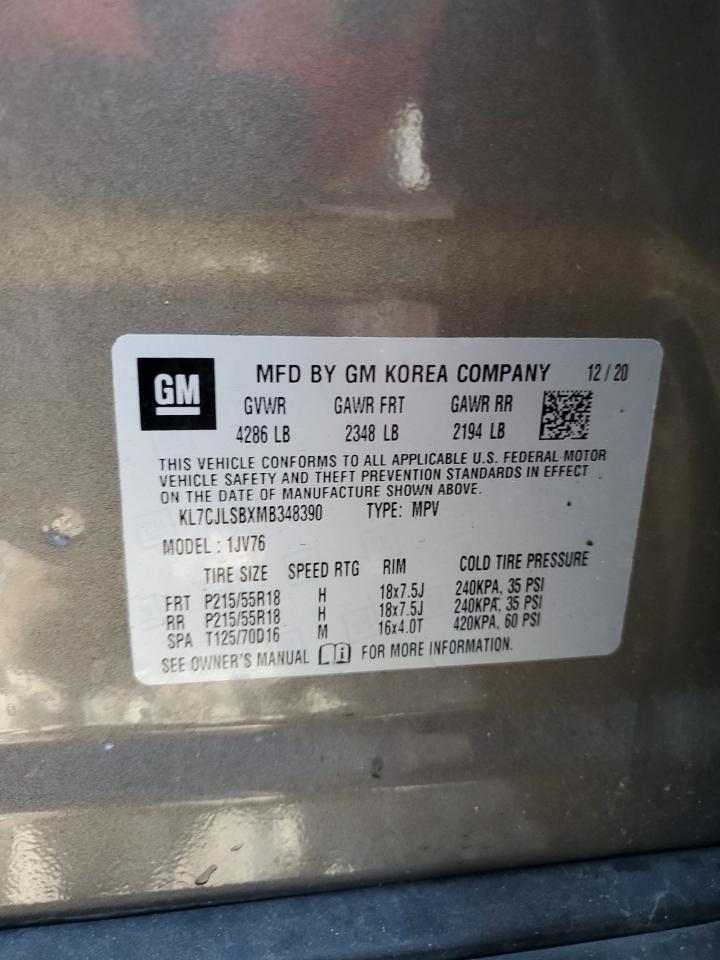 GM
MFD BY GM KOREA COMPANY 12 / 20
GVWR GAWR FRT GAWR RR
4286 LB 2348 LB 2194 LB
THIS VEHICLE CONFORMS TO ALL APPLICABLE U.S. FEDERAL MOTOR
VEHICLE SAFETY AND THEFT PREVENTION STANDARDS IN EFFECT
ON THE DATE OF MANUFACTURE SHOWN ABOVE.
KL7CJLSBXMB348390 TYPE: MPV
MODEL : 1JV76
TIRE SIZE SPEED RTG RIM COLD TIRE PRESSURE
FRT P215/55R18 H 18x7.5J 240KPA, 35 PSI
RR P215/55R18 H 18x7.5J 240KPA, 35 PSI
SPA T125/70D16 M 16x4.0T 420KPA, 60 PSI
SEE OWNER'S MANUAL i FOR MORE INFORMATION.